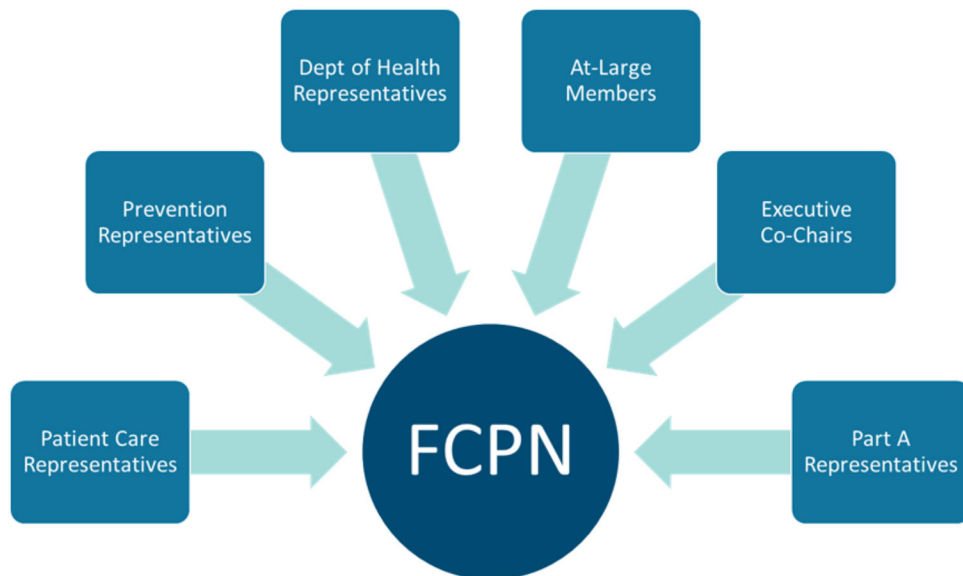 Dept of Health
Representatives
At-Large
Members
Prevention
Representatives
Executive
Co-Chairs
Patient Care
Representatives
FCPN
Part A
Representatives